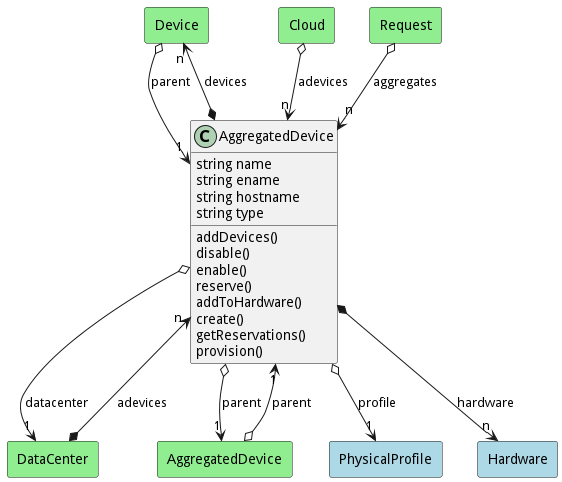 Device
Cloud
Request
n
parent
devices
adevices
aggregates
n
n
1
C AggregatedDevice
string name
string ename
string hostname
string type
addDevices()
disable()
enable()
reserve()
addToHardware()
create()
getReservations()
provision()
n
1
datacenter
adevices
parent
parent
profile
hardware
1
1
1
n
DataCenter
AggregatedDevice
PhysicalProfile
Hardware